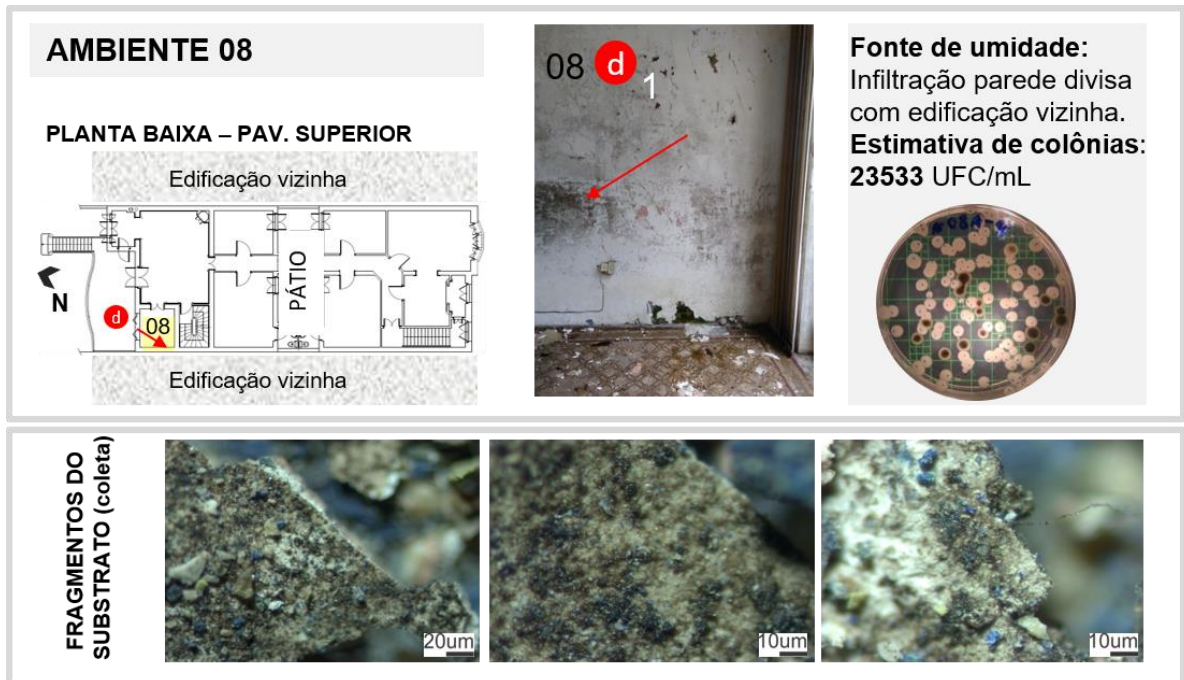 AMBIENTE 08
PLANTA BAIXA – PAV. SUPERIOR
Edificação vizinha
PÁTIO
N
d
08
Edificação vizinha
08 d
1
Fonte de umidade:
Infiltração parede divisa
com edificação vizinha.
Estimativa de colônias:
23533 UFC/mL
FRAGMENTOS DO
SUBSTRATO (coleta)
20um
10um
10um